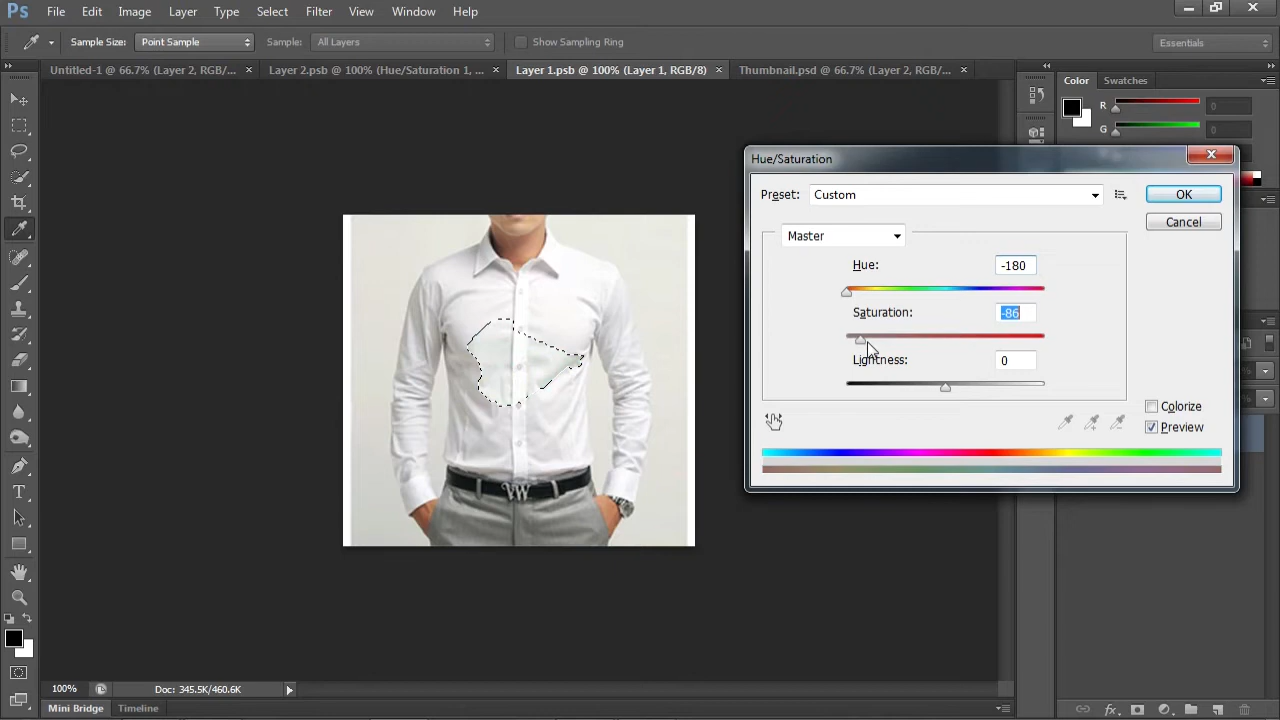 Ps File Edit Image Layer Type Select Filter View Window Help
Sample Size: Point Sample Sample: All Layers Show Sampling Ring Essentials
Untitled-1 @ 66.7% (Layer 2, RGB/... × Layer 2.psb @ 100% (Hue/Saturation 1, ... × Layer 1.psb @ 100% (Layer 1, RGB/8) × Thumbnail.psd @ 66.7% (Layer 2, RGB/... ×
Color Swatches
R 0
G 0
Hue/Saturation
Preset: Custom OK
Cancel
Master
Hue: -180
Saturation: -86
Lightness: 0
Colorize
Preview
W
T
100% Doc: 345.5K/460.6K
Mini Bridge Timeline
fx